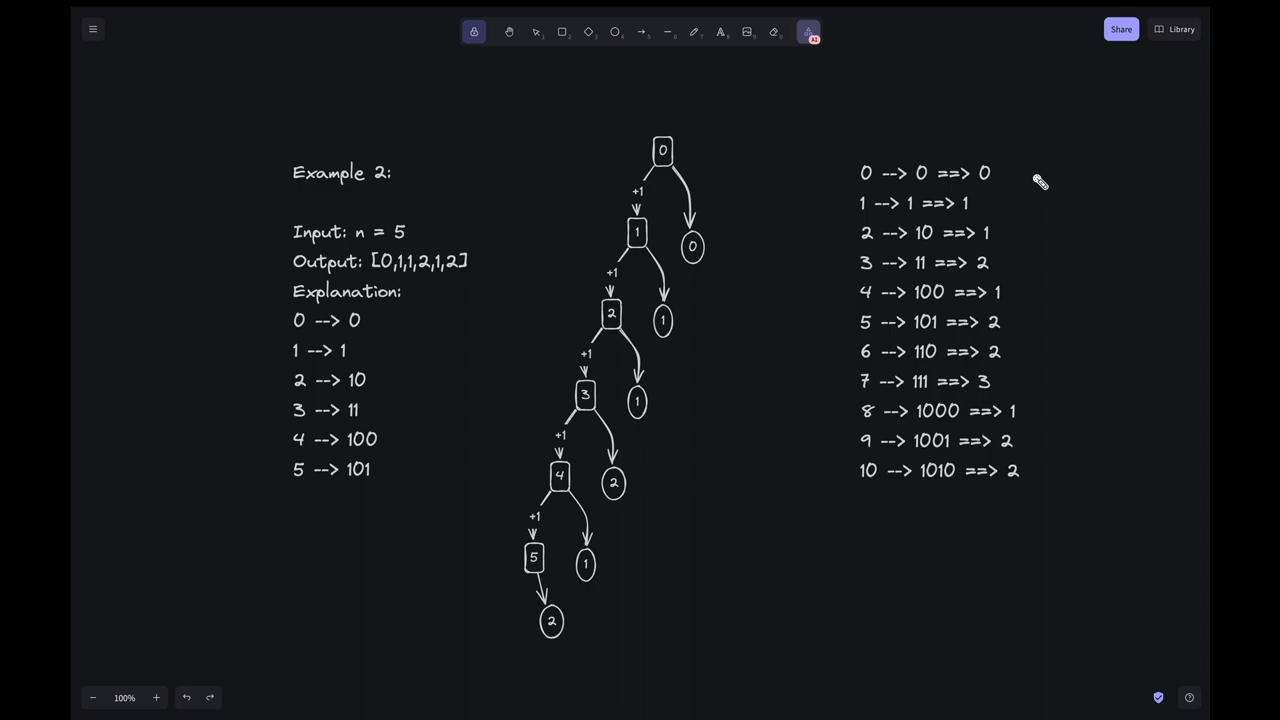 Share
Library
Example 2:
Input: n = 5
Output: [0,1,1,2,1,2]
Explanation:
0 --> 0
1 --> 1
2 --> 10
3 --> 11
4 --> 100
5 --> 101
0
+1
1
0
+1
2
1
+1
3
1
+1
4
2
+1
5
1
2
0 --> 0 ==> 0
1 --> 1 ==> 1
2 --> 10 ==> 1
3 --> 11 ==> 2
4 --> 100 ==> 1
5 --> 101 ==> 2
6 --> 110 ==> 2
7 --> 111 ==> 3
8 --> 1000 ==> 1
9 --> 1001 ==> 2
10 --> 1010 ==> 2
100%